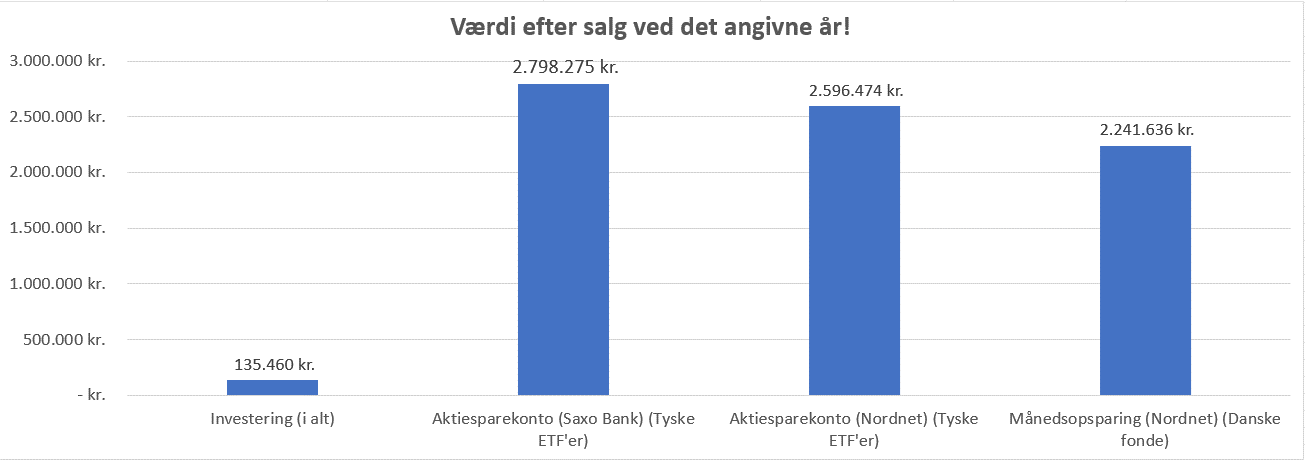 Værdi efter salg ved det angivne år!
3.000.000 kr.
2.500.000 kr.
2.000.000 kr.
1.500.000 kr.
1.000.000 kr.
500.000 kr.
- kr.
135.460 kr.
2.798.275 kr.
2.596.474 kr.
2.241.636 kr.
Investering (i alt)
Aktiesparekonto (Saxo Bank) (Tyske
ETF'er)
Aktiesparekonto (Nordnet) (Tyske
ETF'er)
Månedsopsparing (Nordnet) (Danske
fonde)